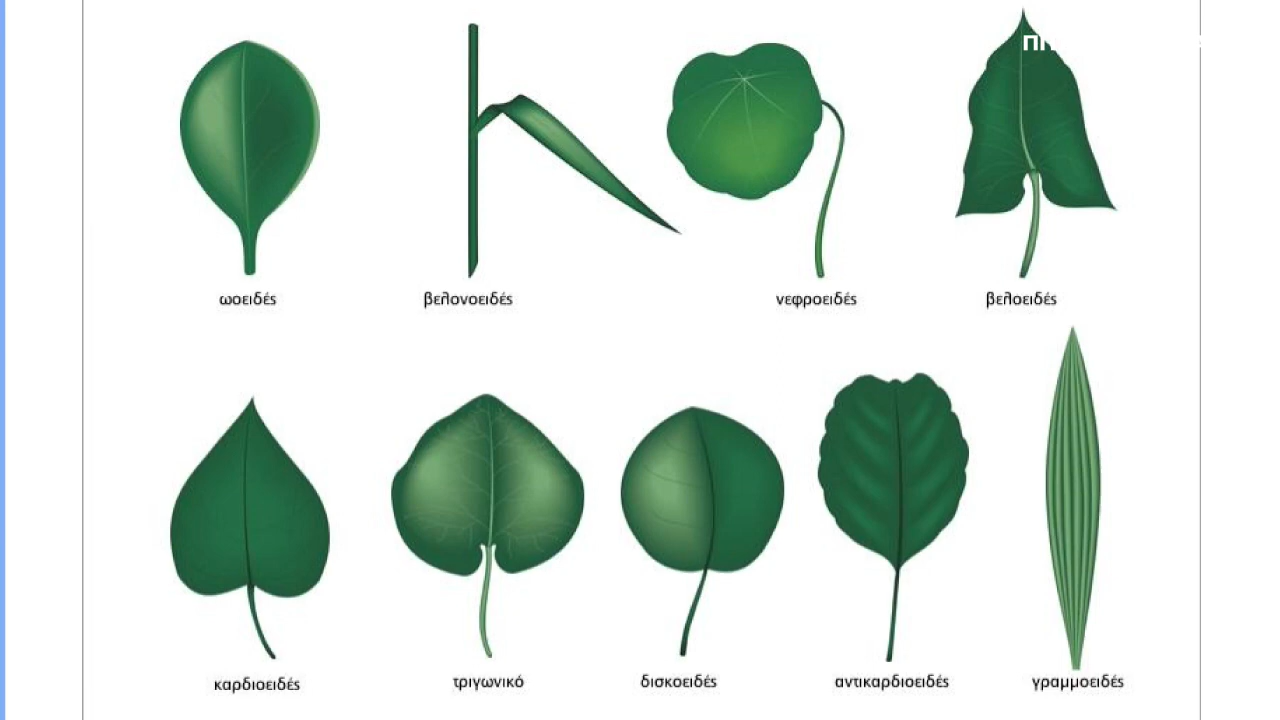 ωοειδές
βελονοειδές
νεφροειδές
βελοειδές
καρδιοειδές
τριγωνικό
δισκοειδές
αντικαρδιοειδές
γραμμοειδές